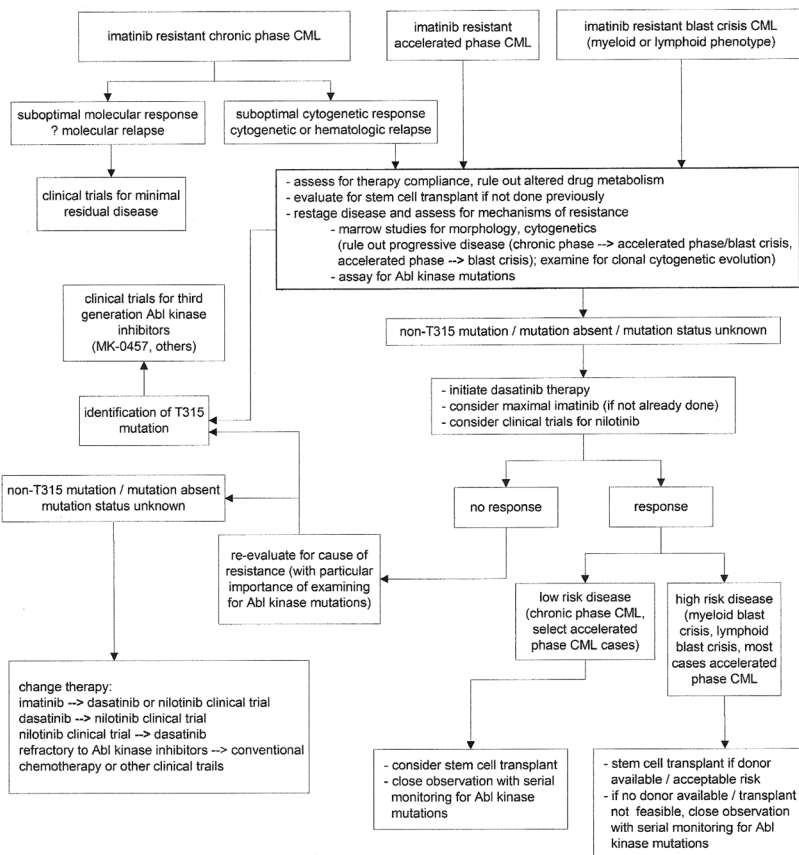 imatinib resistant chronic phase CML
imatinib resistant
accelerated phase CML
imatinib resistant blast crisis CML
(myeloid or lymphoid phenotype)
suboptimal molecular response
? molecular relapse
suboptimal cytogenetic response
cytogenetic or hematologic relapse
clinical trials for minimal
residual disease
- assess for therapy compliance, rule out altered drug metabolism
- evaluate for stem cell transplant if not done previously
- restage disease and assess for mechanisms of resistance
- marrow studies for morphology, cytogenetics
(rule out progressive disease (chronic phase --> accelerated phase/blast crisis,
accelerated phase --> blast crisis); examine for clonal cytogenetic evolution)
- assay for Abl kinase mutations
clinical trials for third
generation Abl kinase
inhibitors
(MK-0457, others)
non-T315 mutation / mutation absent / mutation status unknown
identification of T315
mutation
- initiate dasatinib therapy
- consider maximal imatinib (if not already done)
- consider clinical trials for nilotinib
non-T315 mutation / mutation absent
mutation status unknown
no response
response
re-evaluate for cause of
resistance (with particular
importance of examining
for Abl kinase mutations)
low risk disease
(chronic phase CML,
select accelerated
phase CML cases)
high risk disease
(myeloid blast
crisis, lymphoid
blast crisis, most
cases accelerated
phase CML
change therapy:
imatinib --> dasatinib or nilotinib clinical trial
dasatinib --> nilotinib clinical trial
nilotinib clinical trial --> dasatinib
refractory to Abl kinase inhibitors --> conventional
chemotherapy or other clinical trails
- consider stem cell transplant
- close observation with serial
monitoring for Abl kinase
mutations
- stem cell transplant if donor
available / acceptable risk
- if no donor available / transplant
not feasible, close observation
with serial monitoring for Abl
kinase mutations